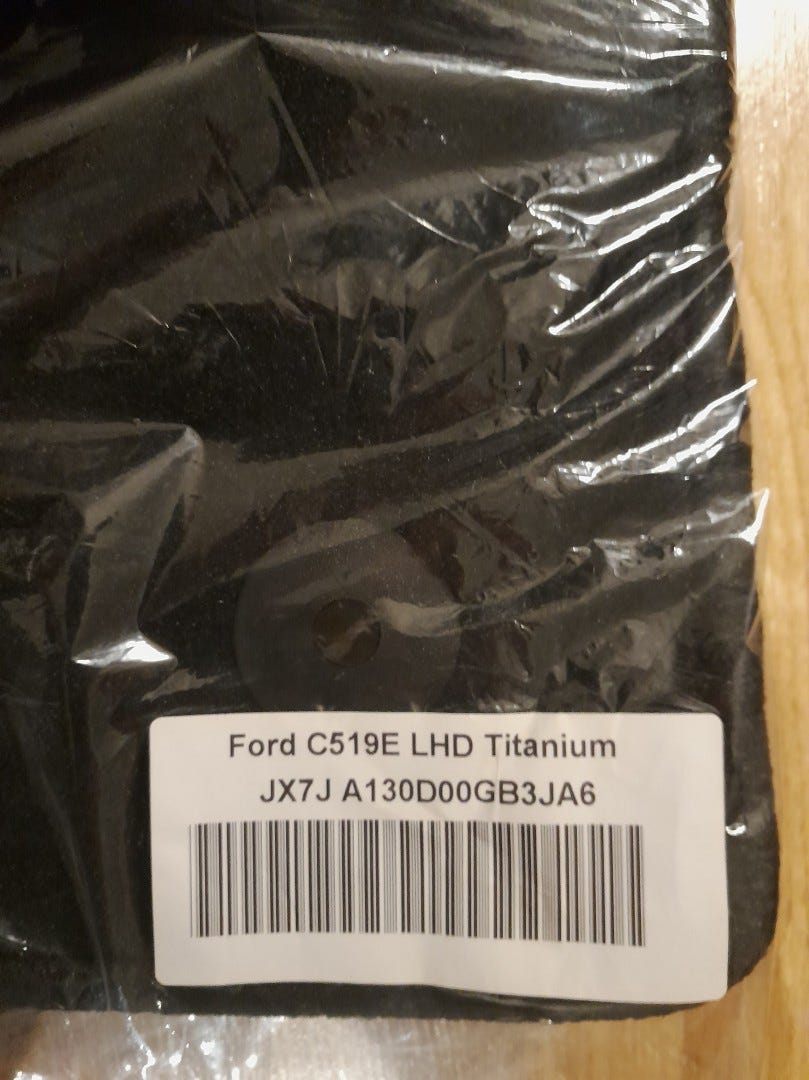 Ford C519E LHD Titanium
JX7J A130D00GB3JA6